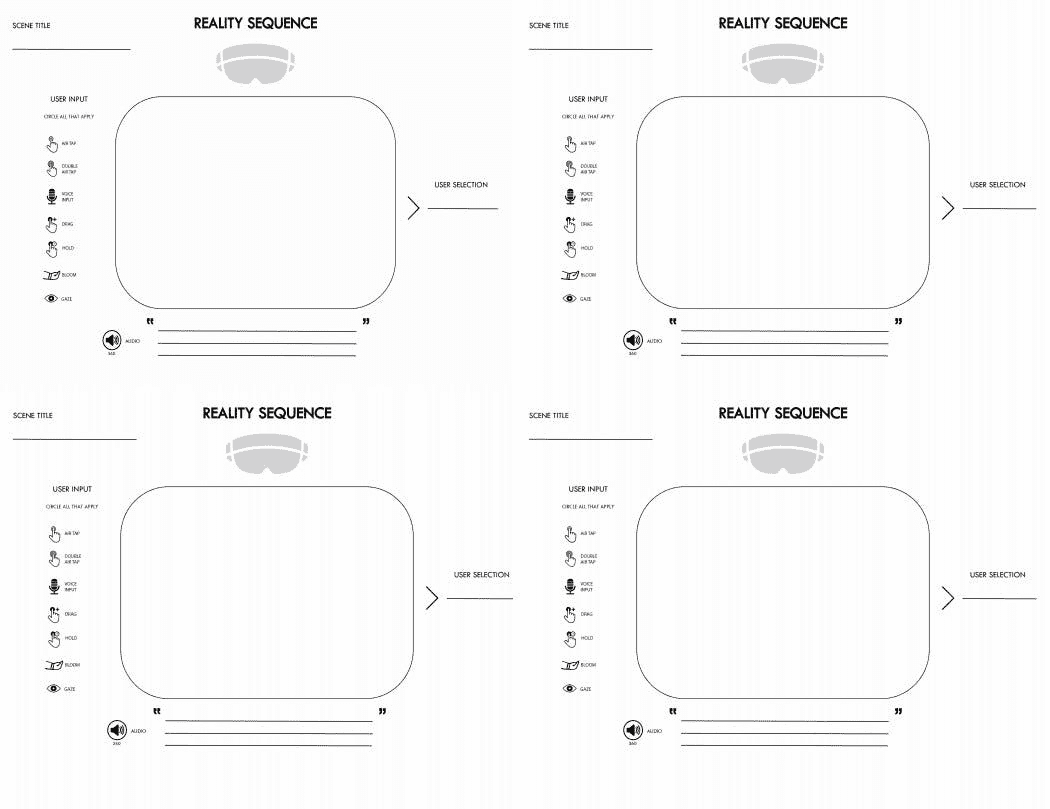 SCENE TITLE
REALITY SEQUENCE
USER INPUT
CIRCLE ALL THAT APPLY
AIR TAP
DOUBLE
AIR TAP
VOICE
INPUT
DRAG
HOLD
BLOOM
GAZE
USER SELECTION
“ ”
AUDIO
360
SCENE TITLE
REALITY SEQUENCE
USER INPUT
CIRCLE ALL THAT APPLY
AIR TAP
DOUBLE
AIR TAP
VOICE
INPUT
DRAG
HOLD
BLOOM
GAZE
USER SELECTION
“ ”
AUDIO
360
SCENE TITLE
REALITY SEQUENCE
USER INPUT
CIRCLE ALL THAT APPLY
AIR TAP
DOUBLE
AIR TAP
VOICE
INPUT
DRAG
HOLD
BLOOM
GAZE
USER SELECTION
“ ”
AUDIO
360
SCENE TITLE
REALITY SEQUENCE
USER INPUT
CIRCLE ALL THAT APPLY
AIR TAP
DOUBLE
AIR TAP
VOICE
INPUT
DRAG
HOLD
BLOOM
GAZE
USER SELECTION
“ ”
AUDIO
360